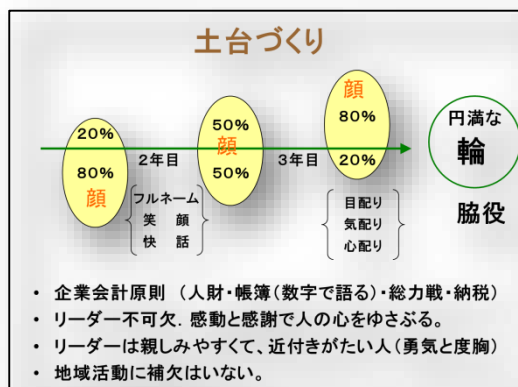 土台づくり
20%
80%
顔
2年目
フルネーム
笑 顔
快 話
50%
顔
50%
3年目
顔
80%
20%
目配り
気配り
心配り
円満な
輪
脇役
・ 企業会計原則 (人財・帳簿(数字で語る)・総力戦・納税)
・ リーダー不可欠. 感動と感謝で人の心をゆさぶる。
・ リーダーは親しみやすくて、近付きがたい人(勇気と度胸)
・ 地域活動に補欠はいない。